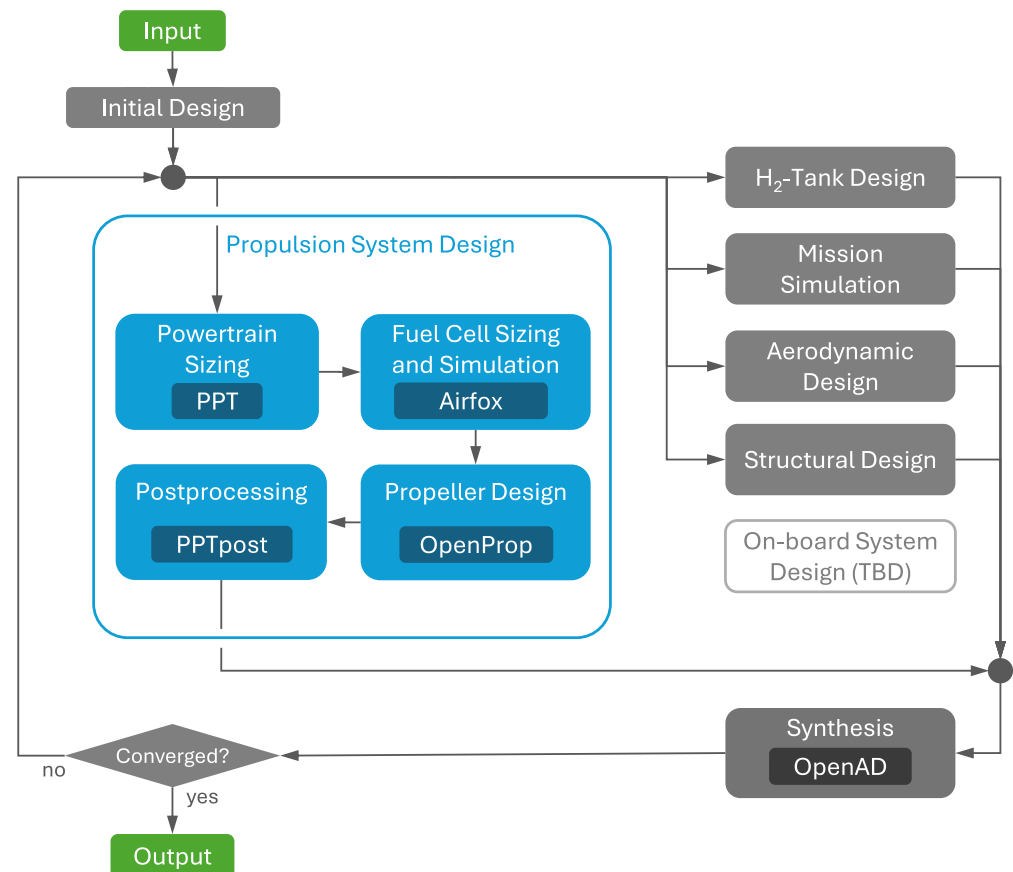 Input
Initial Design
H₂-Tank Design
Mission
Simulation
Aerodynamic
Design
Structural Design
On-board System
Design (TBD)
Propulsion System Design
Powertrain
Sizing
PPT
Fuel Cell Sizing
and Simulation
Airfox
Postprocessing
PPTpost
Propeller Design
OpenProp
Synthesis
OpenAD
Converged?
no
yes
Output